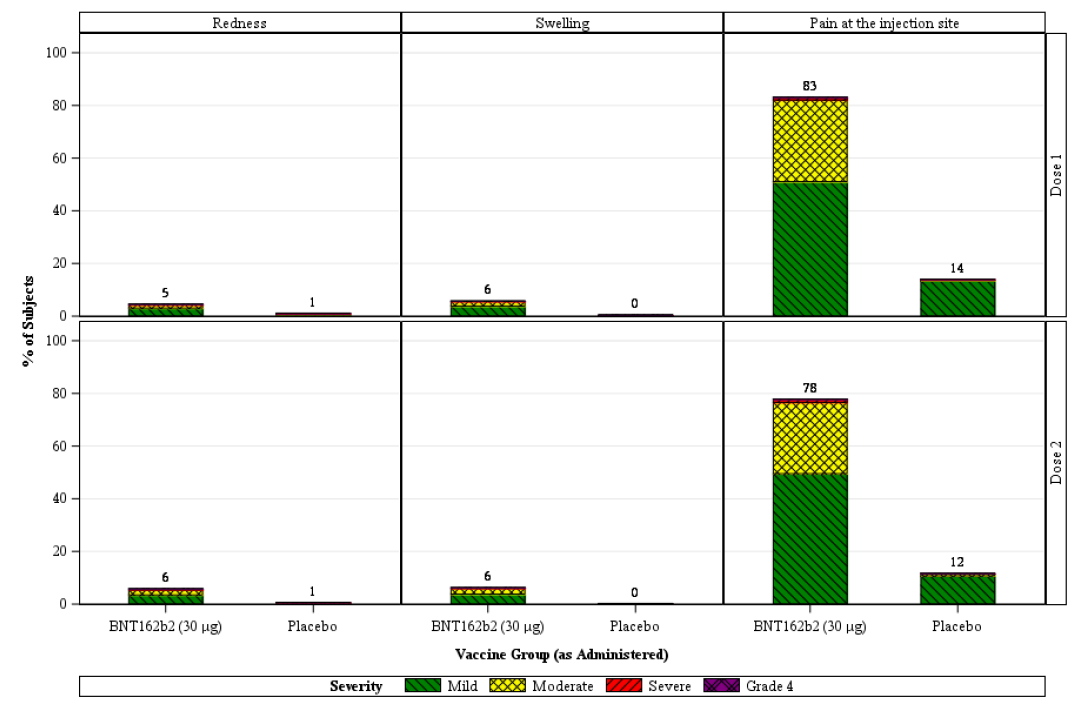 Redness Swelling Pain at the injection site
100
80
60
40
20
0
5 1 6 0 83 14
Dose 1
% of Subjects
100
80
60
40
20
0
6 1 6 0 78 12
Dose 2
BNT162b2 (30 µg) Placebo BNT162b2 (30 µg) Placebo BNT162b2 (30 µg) Placebo
Vaccine Group (as Administered)
Severity Mild Moderate Severe Grade 4